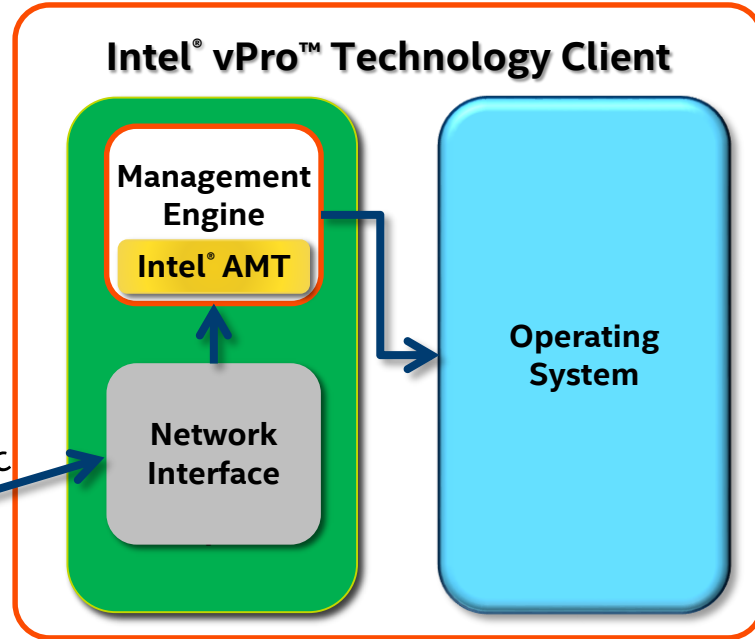 Intel® vPro™ Technology Client
Management
Engine
Intel® AMT
Network
Interface
Operating
System